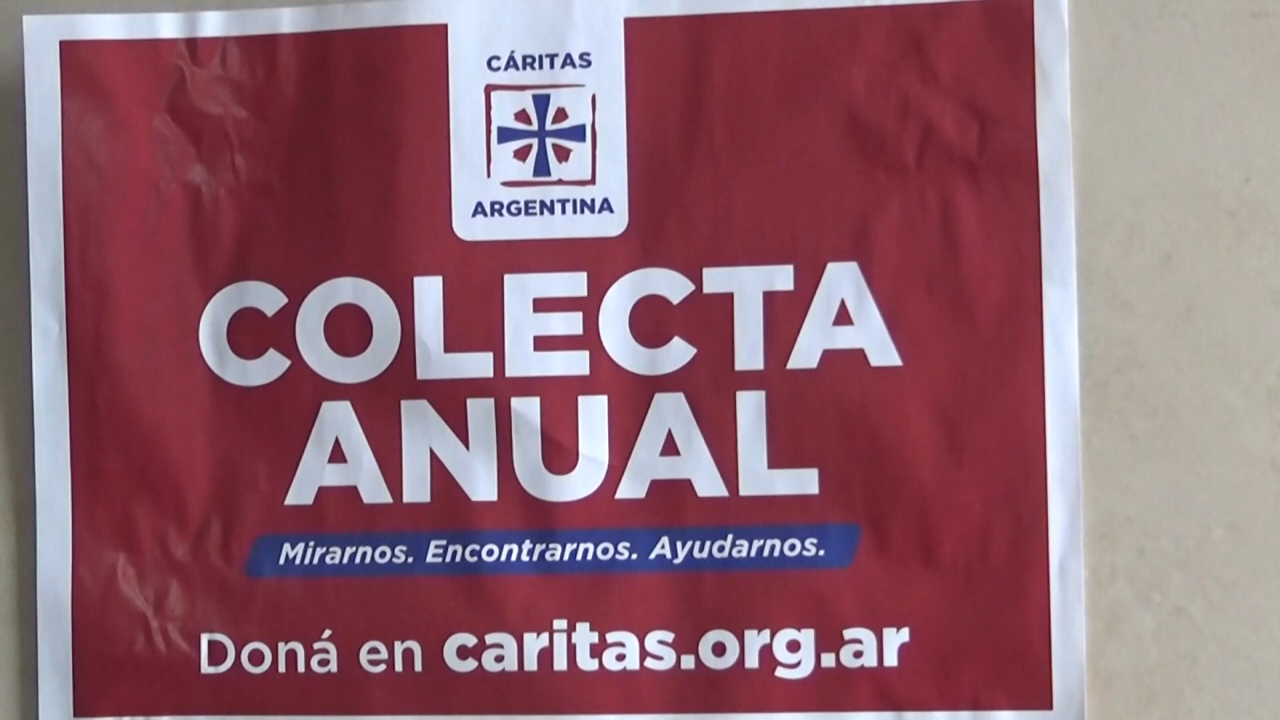 CÁRITAS
ARGENTINA
COLECTA
ANUAL
Mirarnos. Encontrarnos. Ayudarnos.
Doná en caritas.org.ar